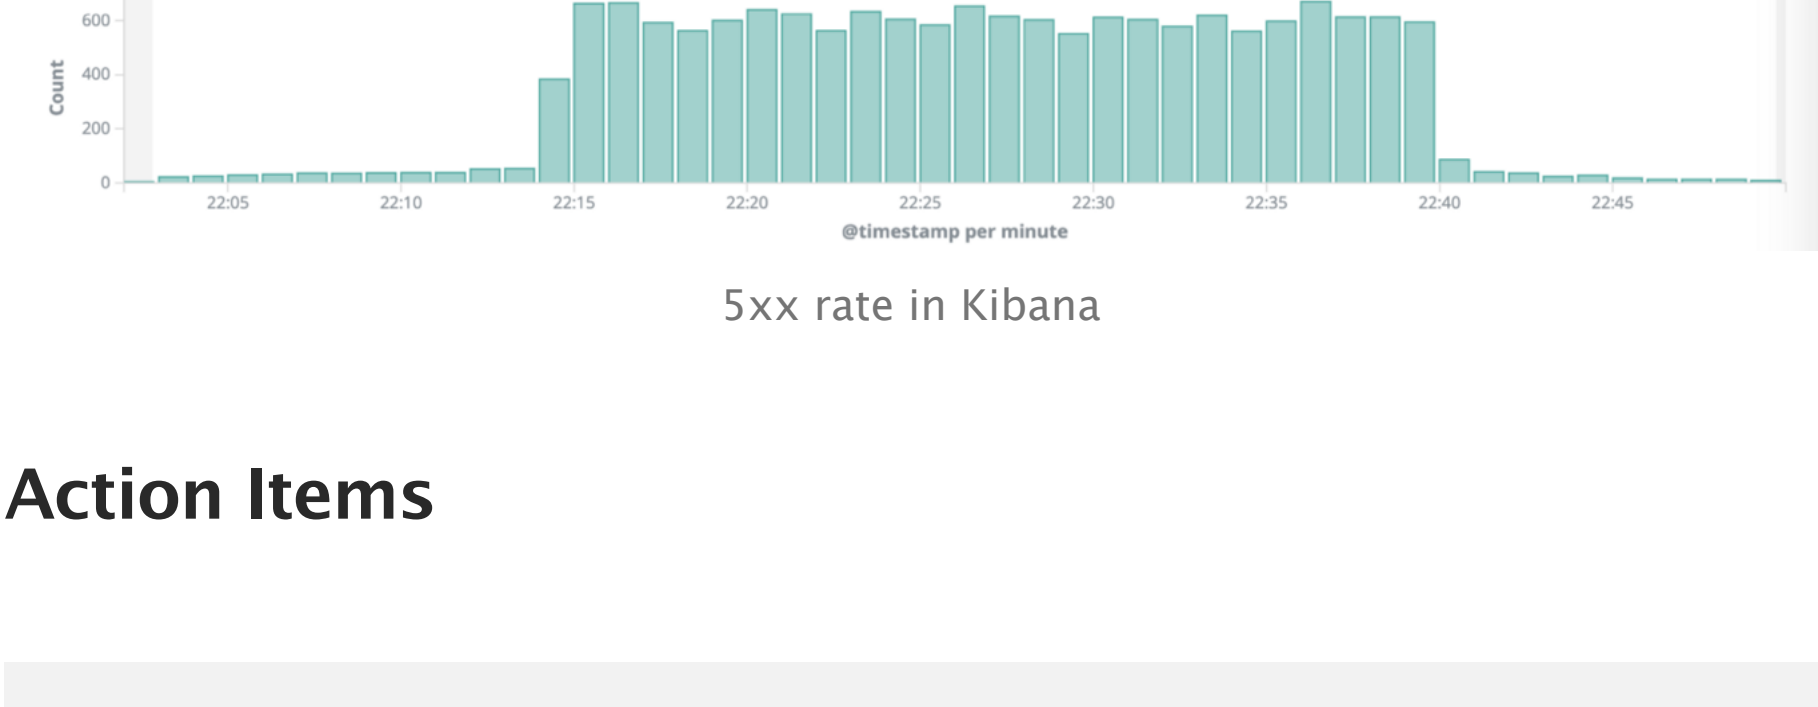 600
400
200
0
Count
22:05 22:10 22:15 22:20 22:25 22:30 22:35 22:40 22:45
@timestamp per minute
5xx rate in Kibana
Action Items